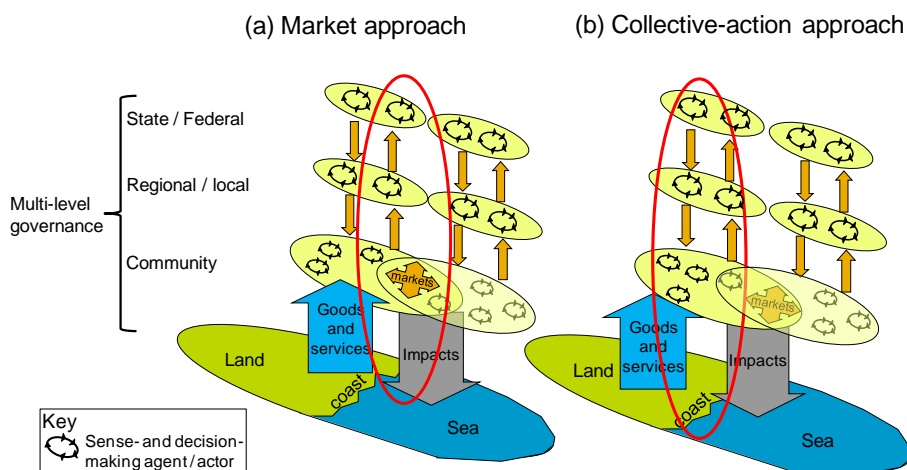 (a) Market approach
(b) Collective-action approach
State / Federal
Regional / local
Multi-level
governance
Community
markets
Goods
and
services
Impacts
Land
coast
Sea
markets
Goods
and
services
Impacts
Land
coast
Sea
Key
Sense- and decision-
making agent / actor